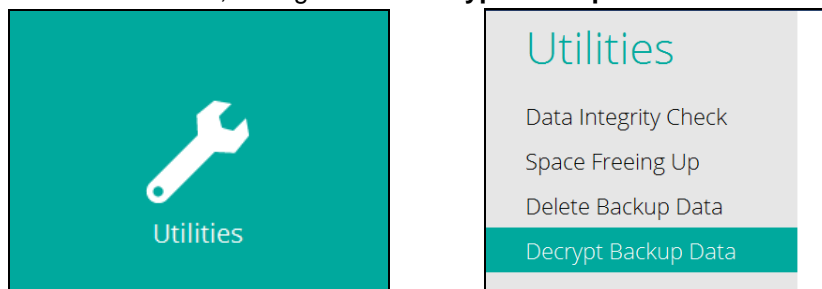 Utilities
Utilities
Data Integrity Check
Space Freeing Up
Delete Backup Data
Decrypt Backup Data